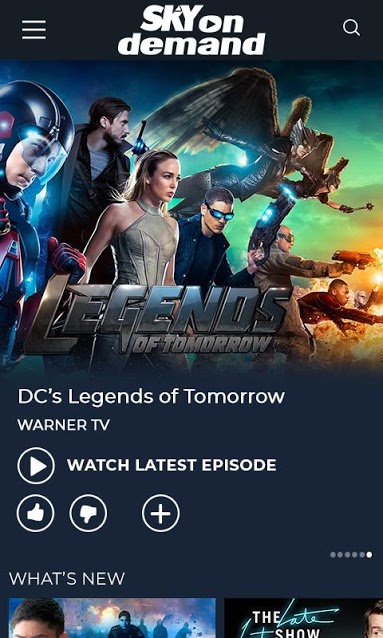 SKY on
demand
LEGENDS
OF TOMORROW
DC's Legends of Tomorrow
WARNER TV
WATCH LATEST EPISODE
WHAT'S NEW
THE Late
SHOW